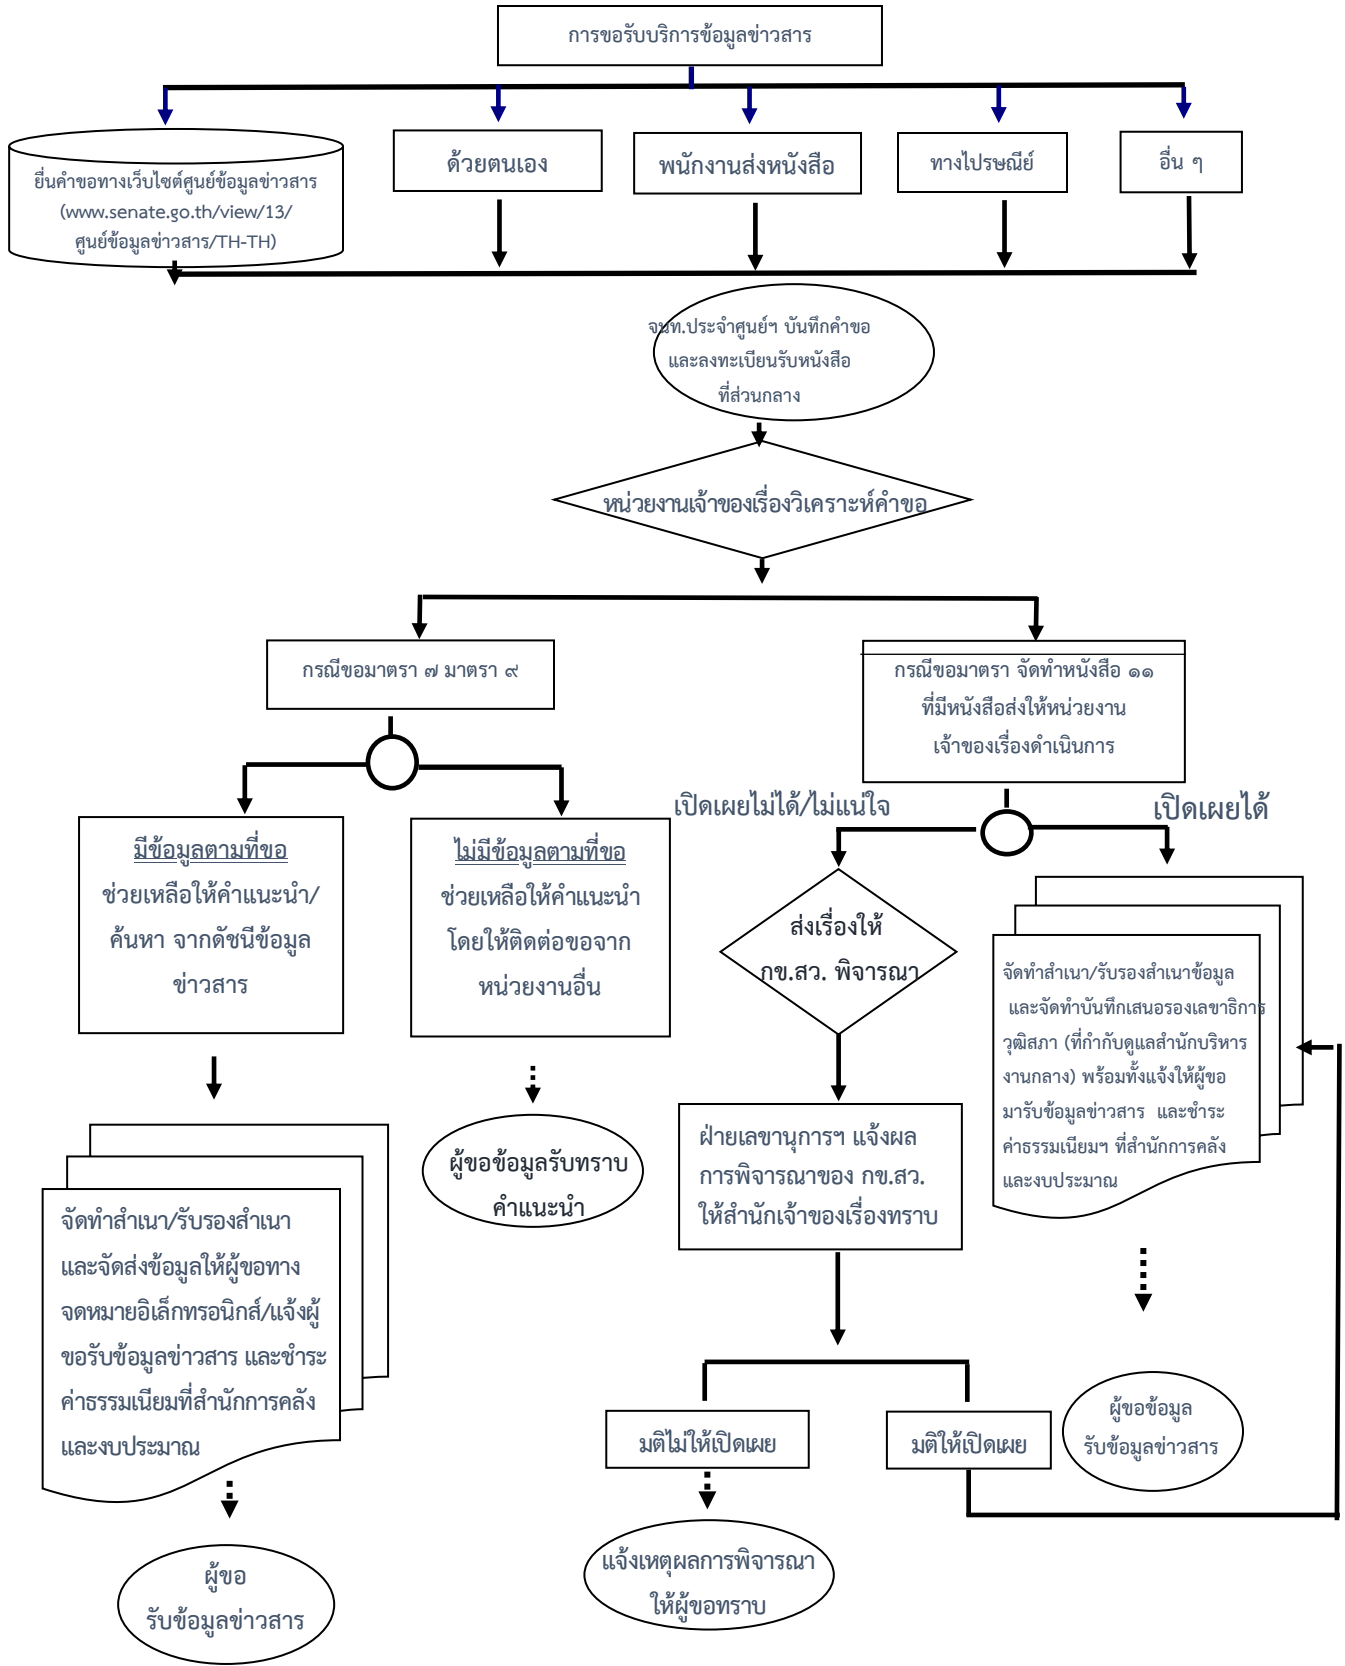 การขอรับบริการข้อมูลข่าวสาร
ยื่นคำขอทางเว็บไซต์ศูนย์ข้อมูลข่าวสาร
(www.senate.go.th/view/13/
ศูนย์ข้อมูลข่าวสาร/TH-TH)
ด้วยตนเอง
พนักงานส่งหนังสือ
ทางไปรษณีย์
อื่น ๆ
จนท.ประจำศูนย์ฯ บันทึกคำขอ
และลงทะเบียนรับหนังสือ
ที่ส่วนกลาง
หน่วยงานเจ้าของเรื่องวิเคราะห์คำขอ
กรณีขอมาตรา ๗ มาตรา ๙
กรณีขอมาตรา จัดทำหนังสือ ๑๑
ที่มีหนังสือส่งให้หน่วยงาน
เจ้าของเรื่องดำเนินการ
เปิดเผยไม่ได้/ไม่แน่ใจ
เปิดเผยได้
มีข้อมูลตามที่ขอ
ช่วยเหลือให้คำแนะนำ/
ค้นหา จากดัชนีข้อมูล
ข่าวสาร
ไม่มีข้อมูลตามที่ขอ
ช่วยเหลือให้คำแนะนำ
โดยให้ติดต่อขอจาก
หน่วยงานอื่น
ส่งเรื่องให้
กข.สว. พิจารณา
จัดทำสำเนา/รับรองสำเนาข้อมูล
และจัดทำบันทึกเสนอรองเลขาธิการ
วุฒิสภา (ที่กำกับดูแลสำนักบริหาร
งานกลาง) พร้อมทั้งแจ้งให้ผู้ขอ
มารับข้อมูลข่าวสาร และชำระ
ค่าธรรมเนียมฯ ที่สำนักการคลัง
และงบประมาณ
ผู้ขอข้อมูลรับทราบ
คำแนะนำ
ฝ่ายเลขานุการฯ แจ้งผล
การพิจารณาของ กข.สว.
ให้สำนักเจ้าของเรื่องทราบ
จัดทำสำเนา/รับรองสำเนา
และจัดส่งข้อมูลให้ผู้ขอทาง
จดหมายอิเล็กทรอนิกส์/แจ้งผู้
ขอรับข้อมูลข่าวสาร และชำระ
ค่าธรรมเนียมที่สำนักการคลัง
และงบประมาณ
มติไม่ให้เปิดเผย
มติให้เปิดเผย
ผู้ขอข้อมูล
รับข้อมูลข่าวสาร
แจ้งเหตุผลการพิจารณา
ให้ผู้ขอทราบ
ผู้ขอ
รับข้อมูลข่าวสาร